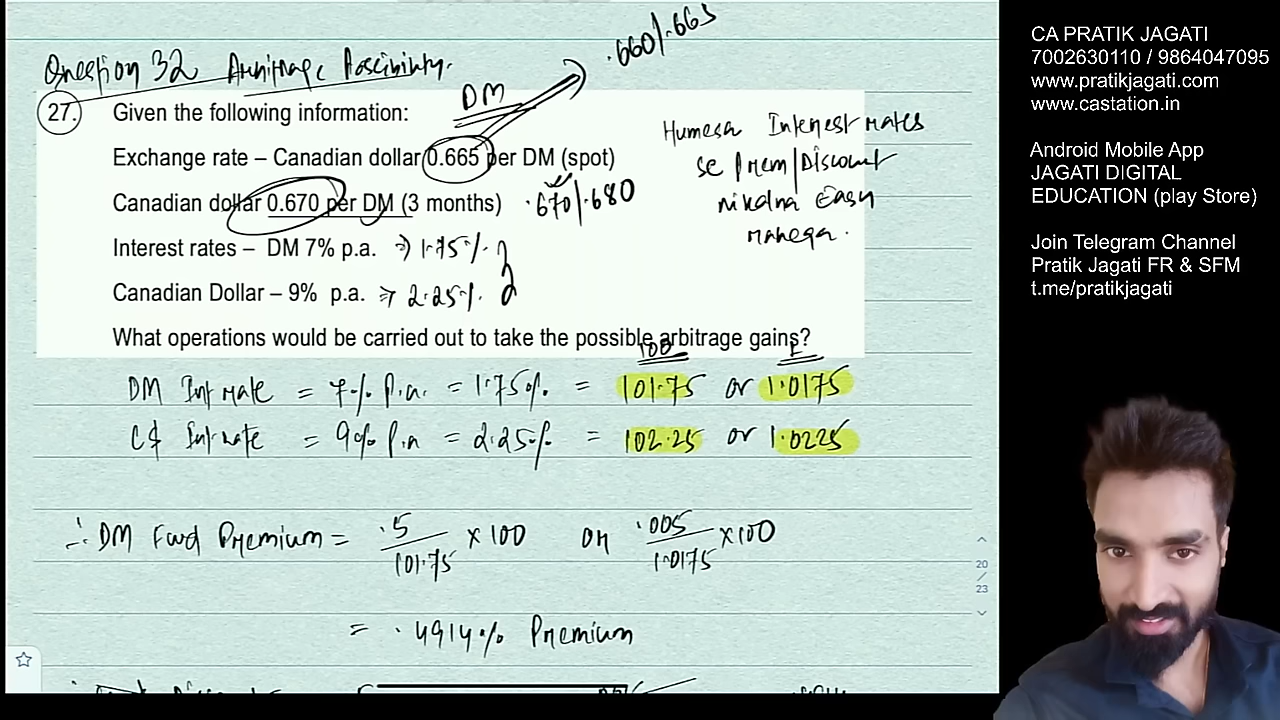 Question 32 Arbitrage Possibility.
.660/.665
DM
27. Given the following information:
Exchange rate – Canadian dollar 0.665 per DM (spot)
Canadian dollar 0.670 per DM (3 months) .670/.680
Interest rates – DM 7% p.a. ⇒ 1.75%
Canadian Dollar – 9% p.a. ⇒ 2.25%.
What operations would be carried out to take the possible arbitrage gains?
Humesa Interest rates
se Prem/Discount
nikalna Easy
rahega.
100 1
DM Int rate = 7% p.a. = 1.75% = 101.75 or 1.0175
C$ Int rate = 9% p.a = 2.25% = 102.25 or 1.0225
∴ DM Fwd Premium = .5/101.75 × 100 or .005/1.0175 × 100
= .4914% Premium
20
/
23
CA PRATIK JAGATI
7002630110 / 9864047095
www.pratikjagati.com
www.castation.in
Android Mobile App
JAGATI DIGITAL
EDUCATION (play Store)
Join Telegram Channel
Pratik Jagati FR & SFM
t.me/pratikjagati